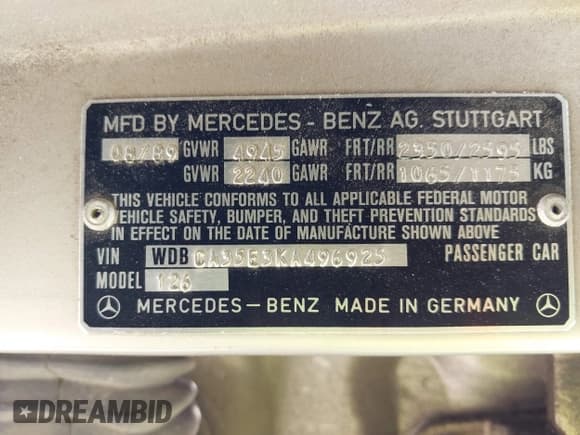 MFD BY MERCEDES - BENZ AG. STUTTGART
08/89 GVWR 4945 GAWR FRT/RR 2350/2595 LBS
GVWR 2240 GAWR FRT/RR 1065/1175 KG
THIS VEHICLE CONFORMS TO ALL APPLICABLE FEDERAL MOTOR
VEHICLE SAFETY, BUMPER, AND THEFT PREVENTION STANDARDS
IN EFFECT ON THE DATE OF MANUFACTURE SHOWN ABOVE
VIN WDB CA35E3KA496925 PASSENGER CAR
MODEL 126
MERCEDES-BENZ MADE IN GERMANY
DREAMBID